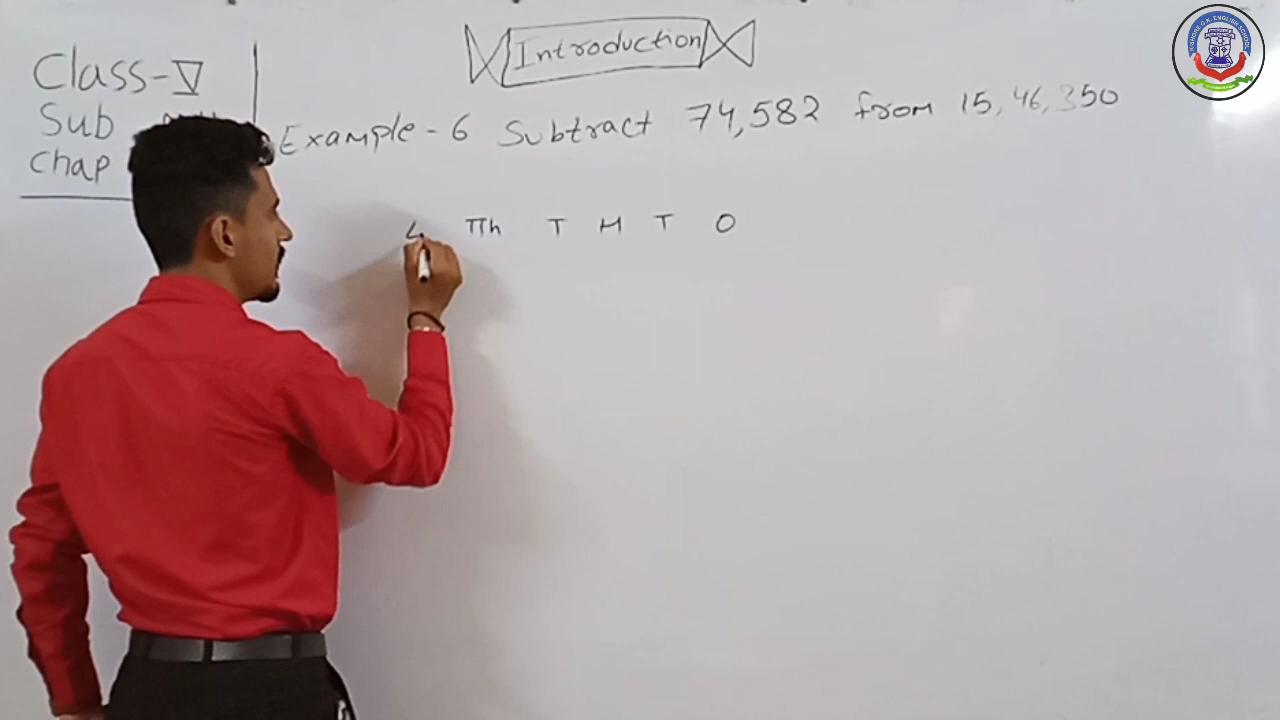 Introduction
Class-V
Sub
Chap
Example-6 Subtract 74,582 from 15,46,350
L TTh T H T O